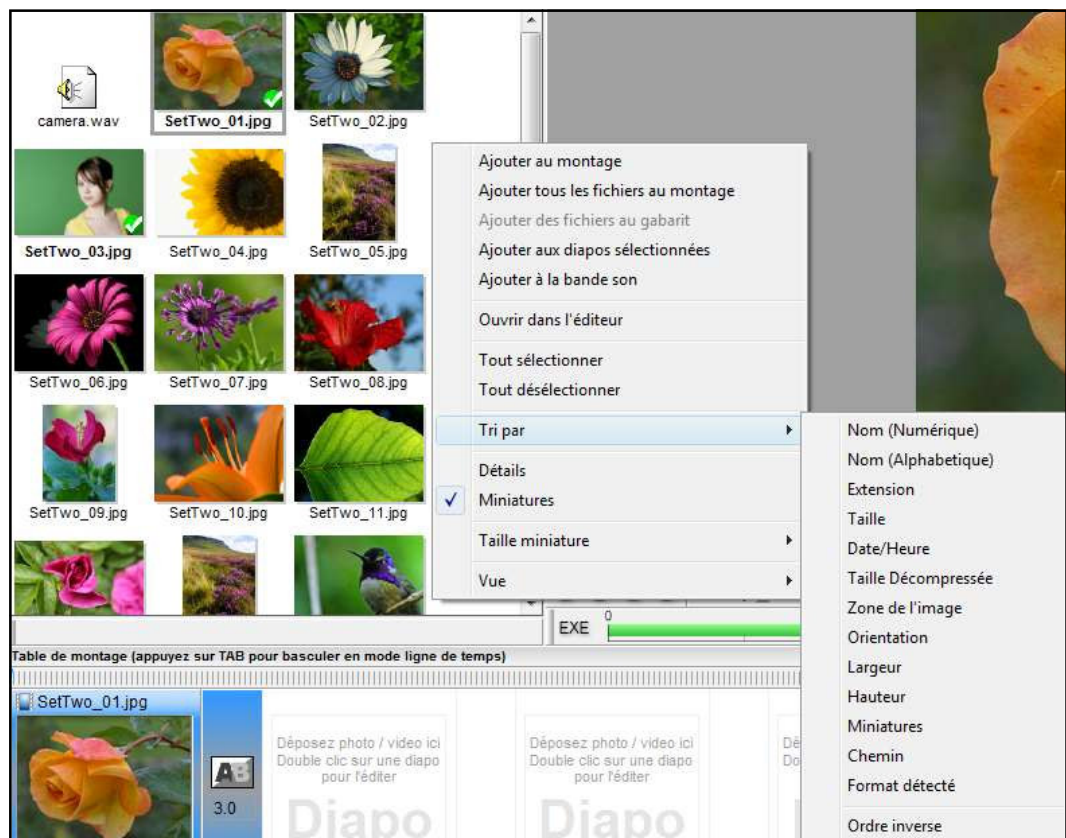 camera.wav
SetTwo_01.jpg
SetTwo_02.jpg
SetTwo_03.jpg
SetTwo_04.jpg
SetTwo_05.jpg
SetTwo_06.jpg
SetTwo_07.jpg
SetTwo_08.jpg
SetTwo_09.jpg
SetTwo_10.jpg
SetTwo_11.jpg
Ajouter au montage
Ajouter tous les fichiers au montage
Ajouter des fichiers au gabarit
Ajouter aux diapos sélectionnées
Ajouter à la bande son
Ouvrir dans l'éditeur
Tout sélectionner
Tout désélectionner
Tri par
Détails
Miniatures
Taille miniature
Vue
Nom (Numérique)
Nom (Alphabetique)
Extension
Taille
Date/Heure
Taille Décompressée
Zone de l'image
Orientation
Largeur
Hauteur
Miniatures
Chemin
Format détecté
Ordre inverse
EXE
0
Table de montage (appuyez sur TAB pour basculer en mode ligne de temps)
SetTwo_01.jpg
AB
3.0
Déposez photo / video ici
Double clic sur une diapo
pour l'éditer
Diapo
Déposez photo / video ici
Double clic sur une diapo
pour l'éditer
Diapo